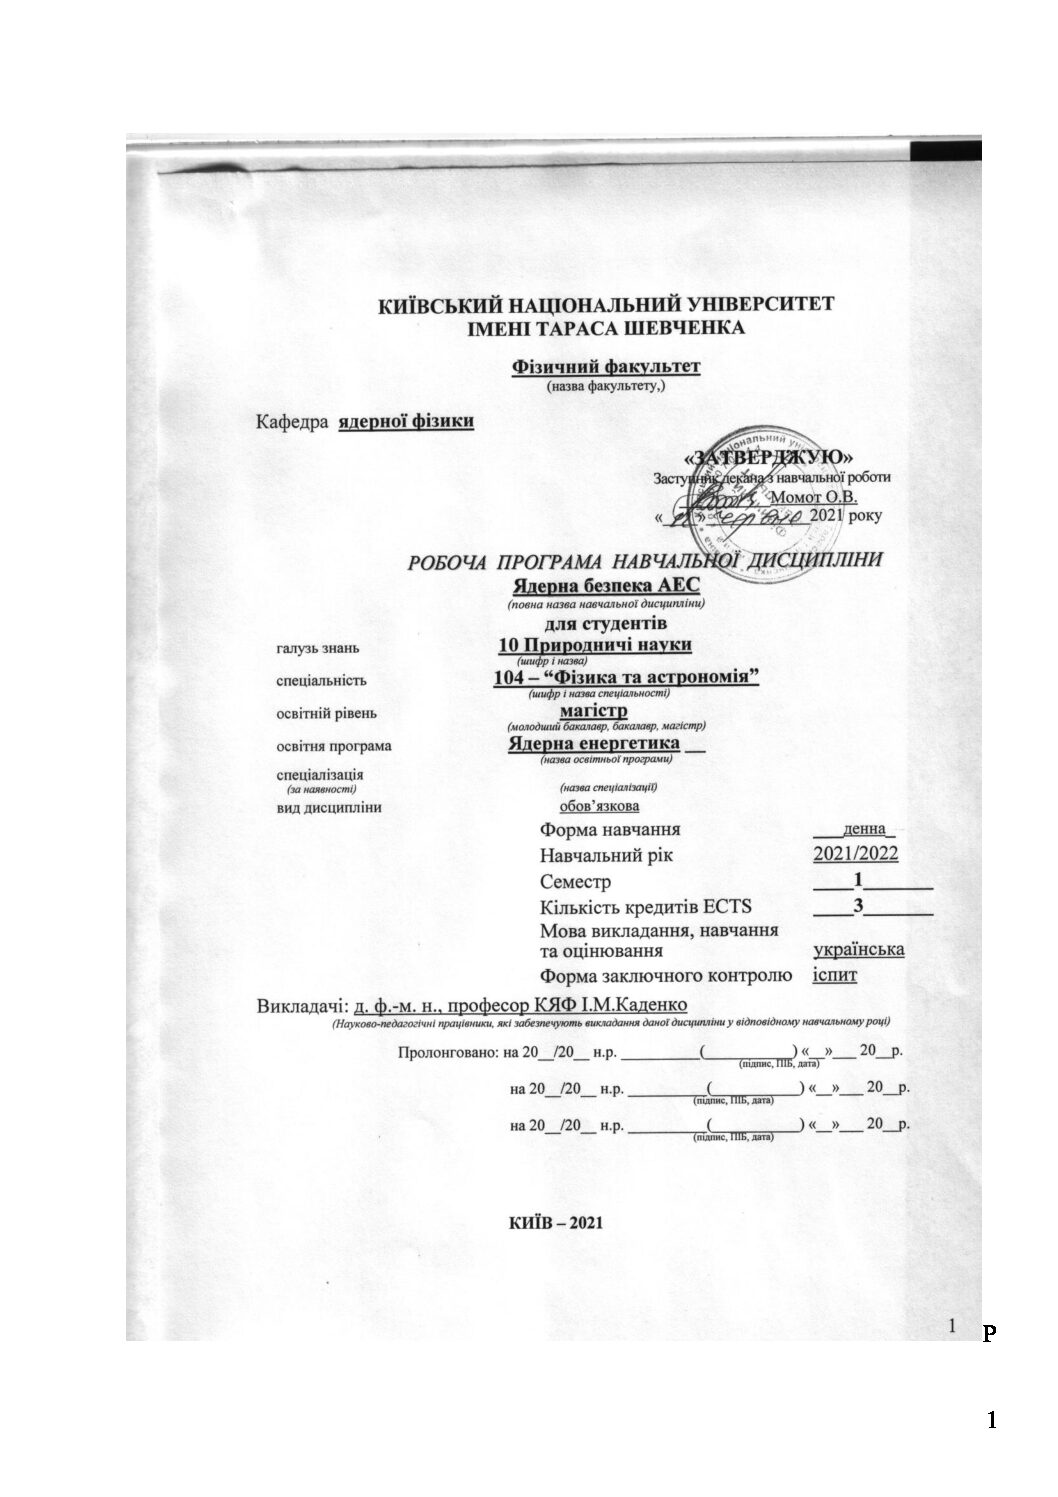 КИЇВСЬКИЙ НАЦІОНАЛЬНИЙ УНІВЕРСИТЕТ
ІМЕНІ ТАРАСА ШЕВЧЕНКА
Фізичний факультет
(назва факультету,)
Кафедра ядерної фізики
«ЗАТВЕРДЖУЮ»
Заступник декана з навчальної роботи
Момот О.В.
«___» ___ 2021 року
РОБОЧА ПРОГРАМА НАВЧАЛЬНОЇ ДИСЦИПЛІНИ
Ядерна безпека АЕС
(повна назва навчальної дисципліни)
для студентів
галузь знань 10 Природничі науки
(шифр і назва)
спеціальність 104 – “Фізика та астрономія”
(шифр і назва спеціальності)
освітній рівень магістр
(молодший бакалавр, бакалавр, магістр)
освітня програма Ядерна енергетика __
(назва освітньої програми)
спеціалізація
(за наявності) (назва спеціалізації)
вид дисципліни обов’язкова
Форма навчання ___денна_
Навчальний рік 2021/2022
Семестр ____1_______
Кількість кредитів ECTS ____3_______
Мова викладання, навчання
та оцінювання українська
Форма заключного контролю іспит
Викладачі: д. ф.-м. н., професор КЯФ І.М.Каденко
(Науково-педагогічні працівники, які забезпечують викладання даної дисципліни у відповідному навчальному році)
Пролонговано: на 20__/20__ н.р. __________(___________) «__»___ 20__р.
(підпис, ПІБ, дата)
на 20__/20__ н.р. __________(___________) «__»___ 20__р.
(підпис, ПІБ, дата)
на 20__/20__ н.р. __________(___________) «__»___ 20__р.
(підпис, ПІБ, дата)
КИЇВ – 2021
1
Р
1